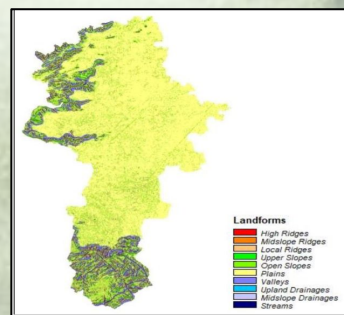 Landforms
High Ridges
Midslope Ridges
Local Ridges
Upper Slopes
Open Slopes
Plains
Valleys
Upland Drainages
Midslope Drainages
Streams